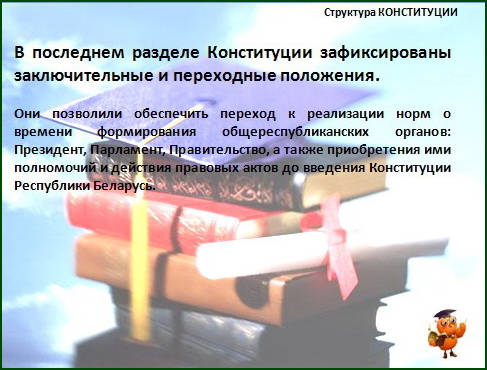 Структура КОНСТИТУЦИИ
В последнем разделе Конституции зафиксированы
заключительные и переходные положения.
Они позволили обеспечить переход к реализации норм о
времени формирования общереспубликанских органов:
Президент, Парламент, Правительство, а также приобретения ими
полномочий и действия правовых актов до введения Конституции
Республики Беларусь.